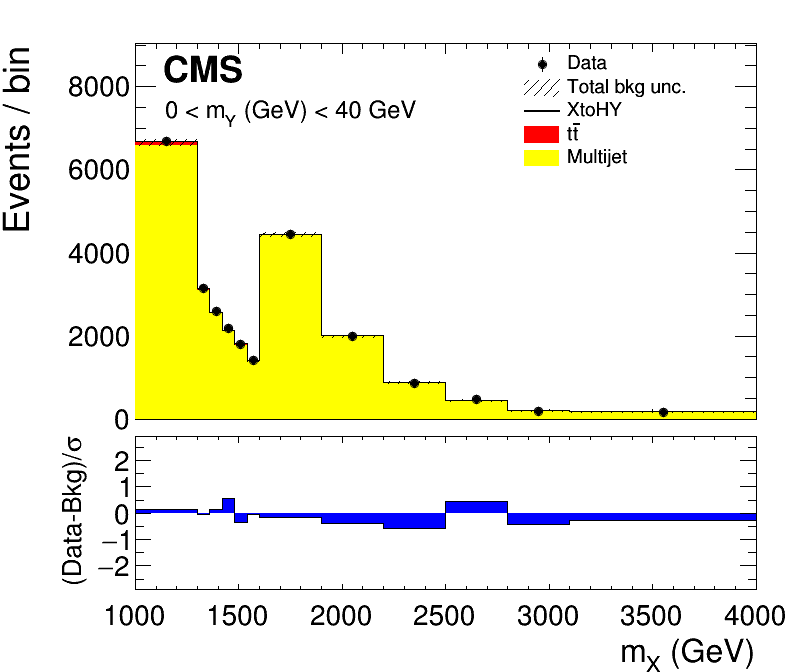 CMS
0 < mY (GeV) < 40 GeV
Data
Total bkg unc.
XtoHY
tt̄
Multijet
Events / bin
8000
6000
4000
2000
0
(Data-Bkg)/σ
2
1
0
−1
−2
1000 1500 2000 2500 3000 3500 4000
mX (GeV)